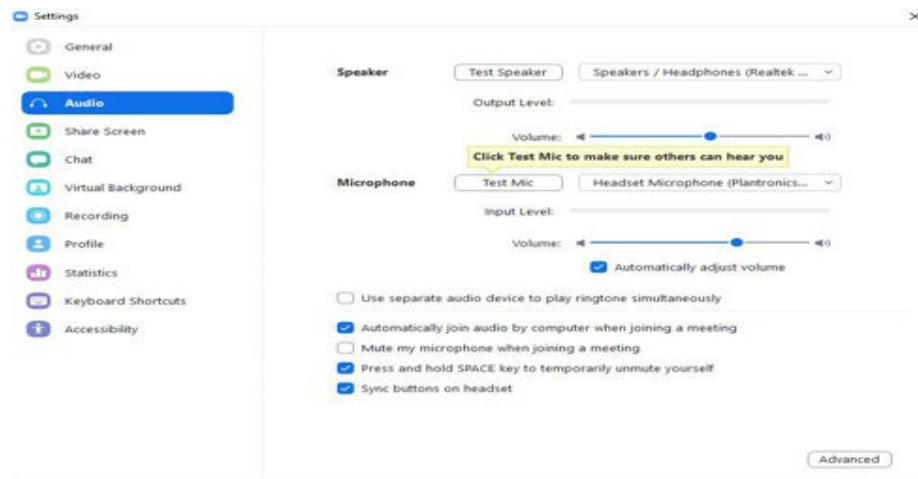 Settings
General
Video
Audio
Share Screen
Chat
Virtual Background
Recording
Profile
Statistics
Keyboard Shortcuts
Accessibility
Speaker
Test Speaker
Speakers / Headphones (Realtek ...
Output Level:
Volume:
Click Test Mic to make sure others can hear you
Microphone
Test Mic
Headset Microphone (Plantronics...
Input Level:
Volume:
Automatically adjust volume
Use separate audio device to play ringtone simultaneously
Automatically join audio by computer when joining a meeting
Mute my microphone when joining a meeting
Press and hold SPACE key to temporarily unmute yourself
Sync buttons on headset
Advanced